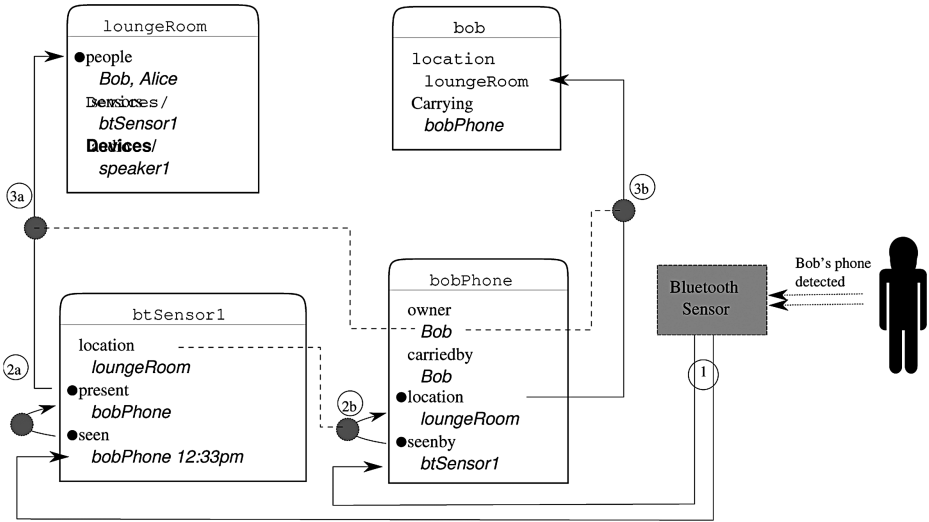 loungeRoom
people
Bob, Alice
btSensor1
Devices/
speaker1
bob
location
loungeRoom
Carrying
bobPhone
3a
3b
Bob's phone
detected
Bluetooth
Sensor
bobPhone
owner
Bob
carriedby
Bob
location
loungeRoom
seenby
btSensor1
btSensor1
location
loungeRoom
present
bobPhone
seen
bobPhone 12:33pm
2a
2b
1